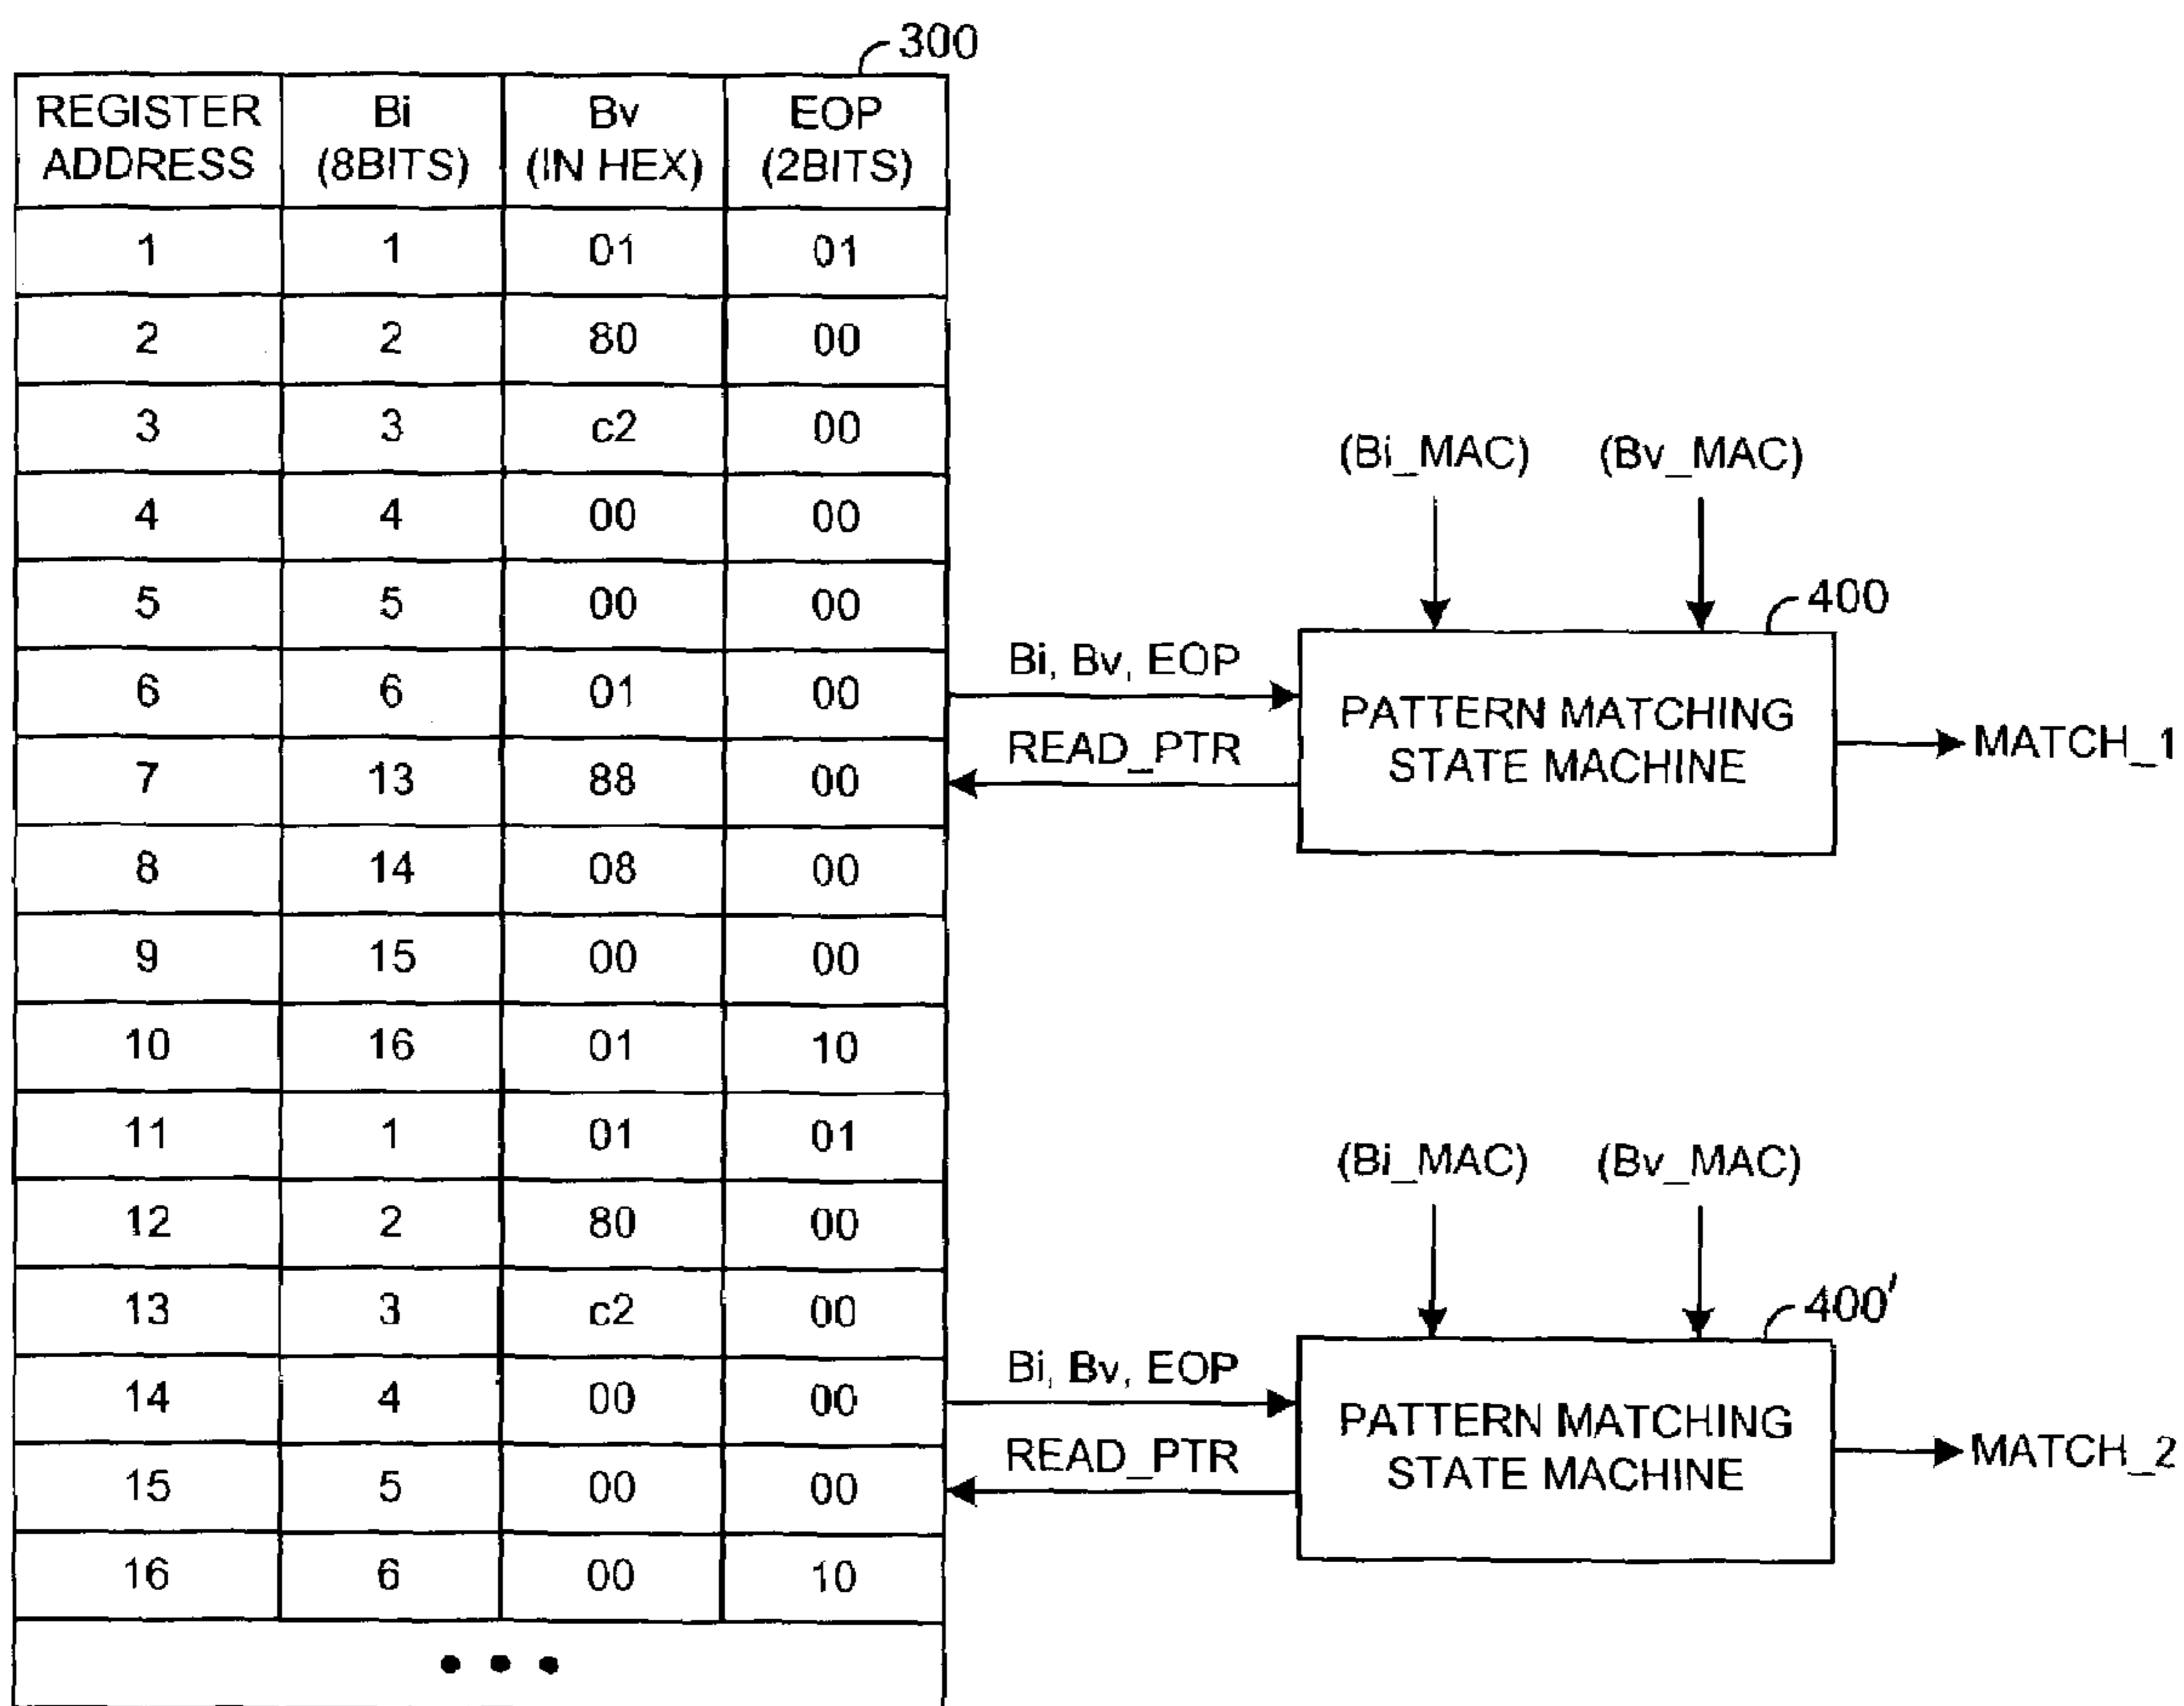 300
REGISTER ADDRESS Bi (8BITS) Bv (IN HEX) EOP (2BITS)
1 1 01 01
2 2 80 00
3 3 c2 00
4 4 00 00
5 5 00 00
6 6 01 00
7 13 88 00
8 14 08 00
9 15 00 00
10 16 01 10
11 1 01 01
12 2 80 00
13 3 c2 00
14 4 00 00
15 5 00 00
16 6 00 10
• • •
(Bi_MAC) (Bv_MAC)
400
Bi, Bv, EOP
READ_PTR
PATTERN MATCHING
STATE MACHINE
MATCH_1
(Bi_MAC) (Bv_MAC)
400'
Bi, Bv, EOP
READ_PTR
PATTERN MATCHING
STATE MACHINE
MATCH_2